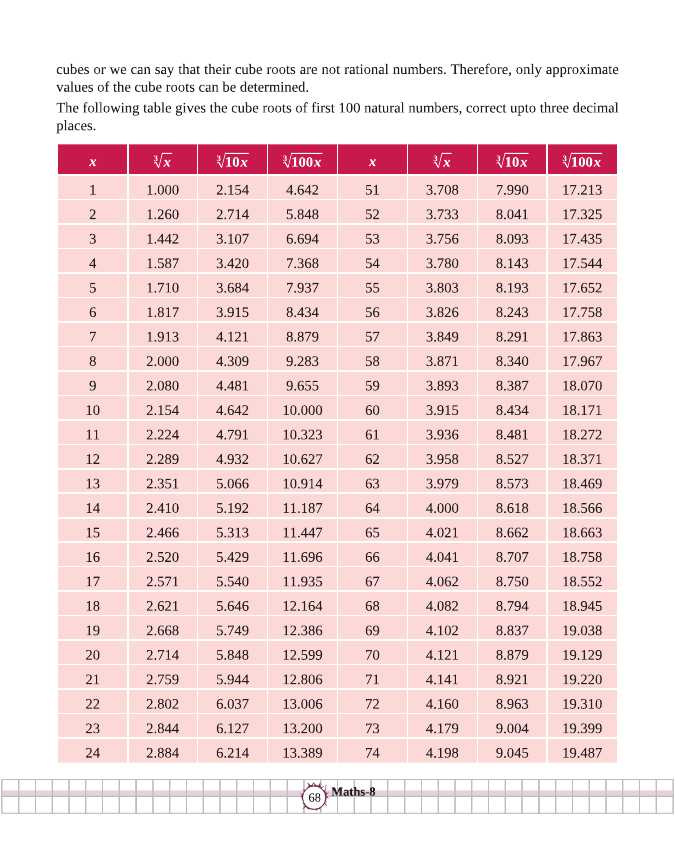 cubes or we can say that their cube roots are not rational numbers. Therefore, only approximate
values of the cube roots can be determined.
The following table gives the cube roots of first 100 natural numbers, correct upto three decimal
places.
x ∛x ∛10x ∛100x x ∛x ∛10x ∛100x
1 1.000 2.154 4.642 51 3.708 7.990 17.213
2 1.260 2.714 5.848 52 3.733 8.041 17.325
3 1.442 3.107 6.694 53 3.756 8.093 17.435
4 1.587 3.420 7.368 54 3.780 8.143 17.544
5 1.710 3.684 7.937 55 3.803 8.193 17.652
6 1.817 3.915 8.434 56 3.826 8.243 17.758
7 1.913 4.121 8.879 57 3.849 8.291 17.863
8 2.000 4.309 9.283 58 3.871 8.340 17.967
9 2.080 4.481 9.655 59 3.893 8.387 18.070
10 2.154 4.642 10.000 60 3.915 8.434 18.171
11 2.224 4.791 10.323 61 3.936 8.481 18.272
12 2.289 4.932 10.627 62 3.958 8.527 18.371
13 2.351 5.066 10.914 63 3.979 8.573 18.469
14 2.410 5.192 11.187 64 4.000 8.618 18.566
15 2.466 5.313 11.447 65 4.021 8.662 18.663
16 2.520 5.429 11.696 66 4.041 8.707 18.758
17 2.571 5.540 11.935 67 4.062 8.750 18.552
18 2.621 5.646 12.164 68 4.082 8.794 18.945
19 2.668 5.749 12.386 69 4.102 8.837 19.038
20 2.714 5.848 12.599 70 4.121 8.879 19.129
21 2.759 5.944 12.806 71 4.141 8.921 19.220
22 2.802 6.037 13.006 72 4.160 8.963 19.310
23 2.844 6.127 13.200 73 4.179 9.004 19.399
24 2.884 6.214 13.389 74 4.198 9.045 19.487
68 Maths-8